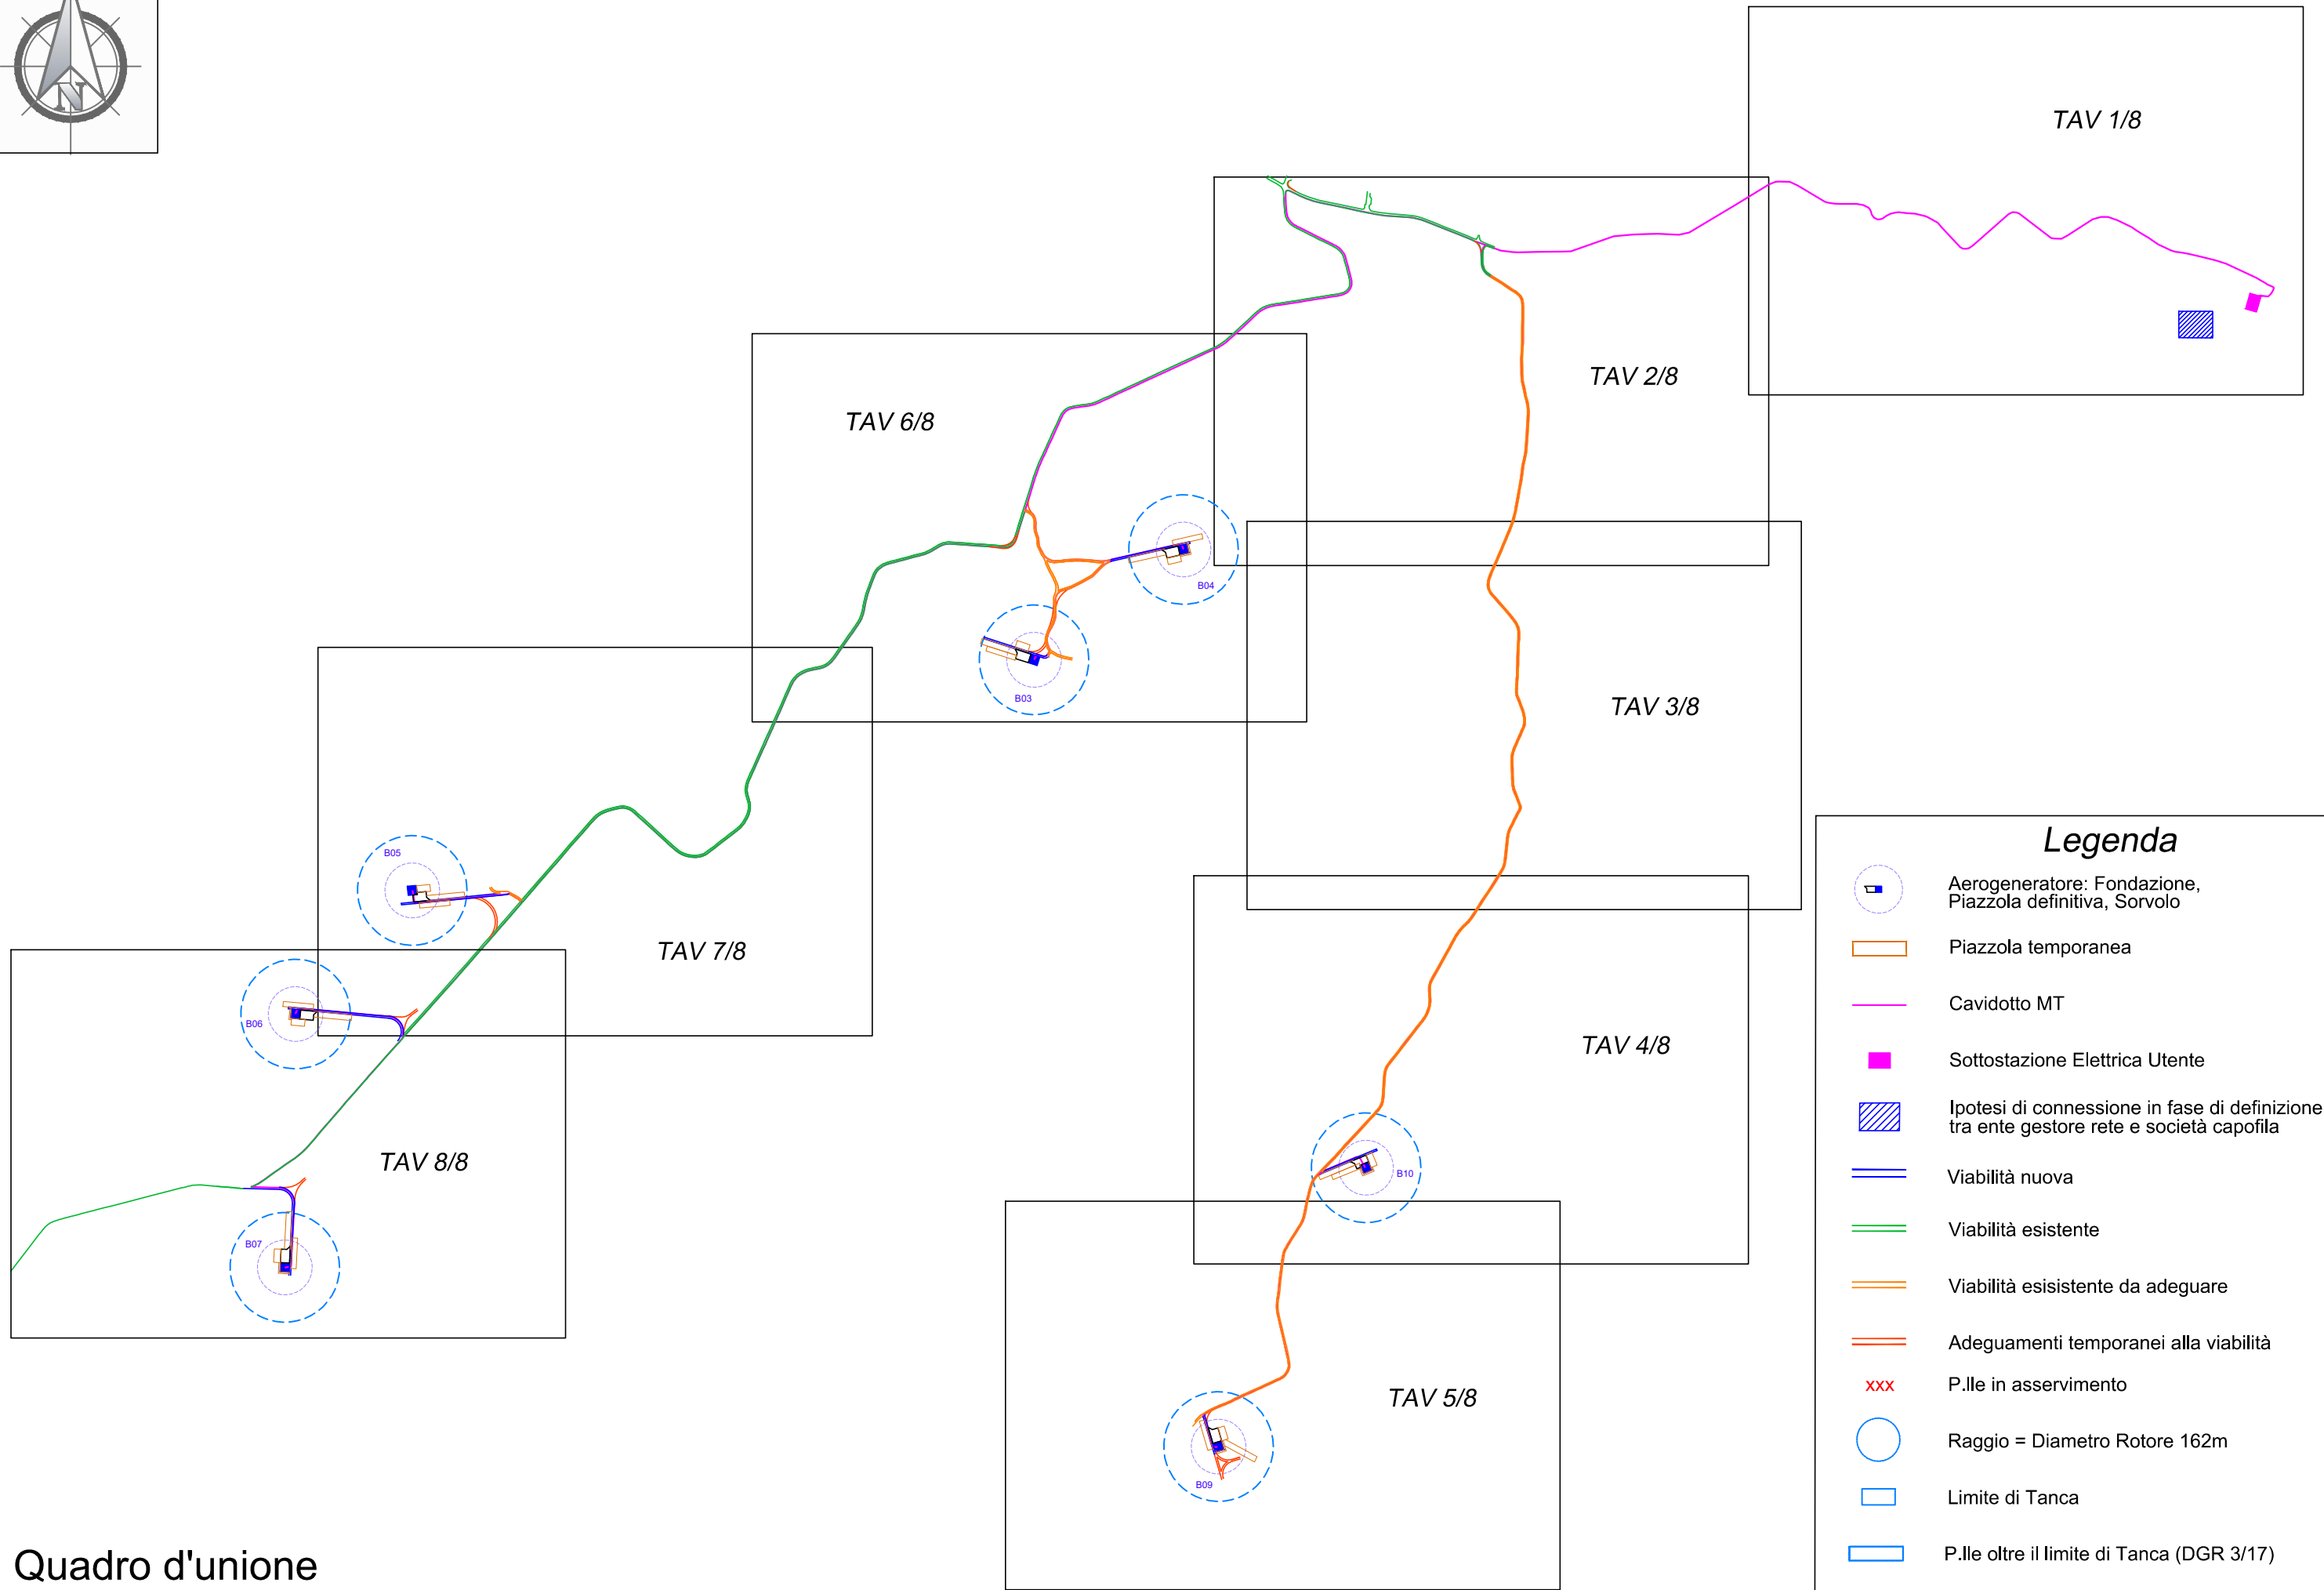 N
TAV 1/8
TAV 2/8
TAV 6/8
B04
B03
TAV 3/8
B05
TAV 7/8
B06
TAV 4/8
TAV 8/8
B10
B07
TAV 5/8
B09
Legenda
Aerogeneratore: Fondazione,
Piazzola definitiva, Sorvolo
Piazzola temporanea
Cavidotto MT
Sottostazione Elettrica Utente
Ipotesi di connessione in fase di definizione
tra ente gestore rete e società capofila
Viabilità nuova
Viabilità esistente
Viabilità esisistente da adeguare
Adeguamenti temporanei alla viabilità
xxx P.lle in asservimento
Raggio = Diametro Rotore 162m
Limite di Tanca
P.lle oltre il limite di Tanca (DGR 3/17)
Quadro d'unione